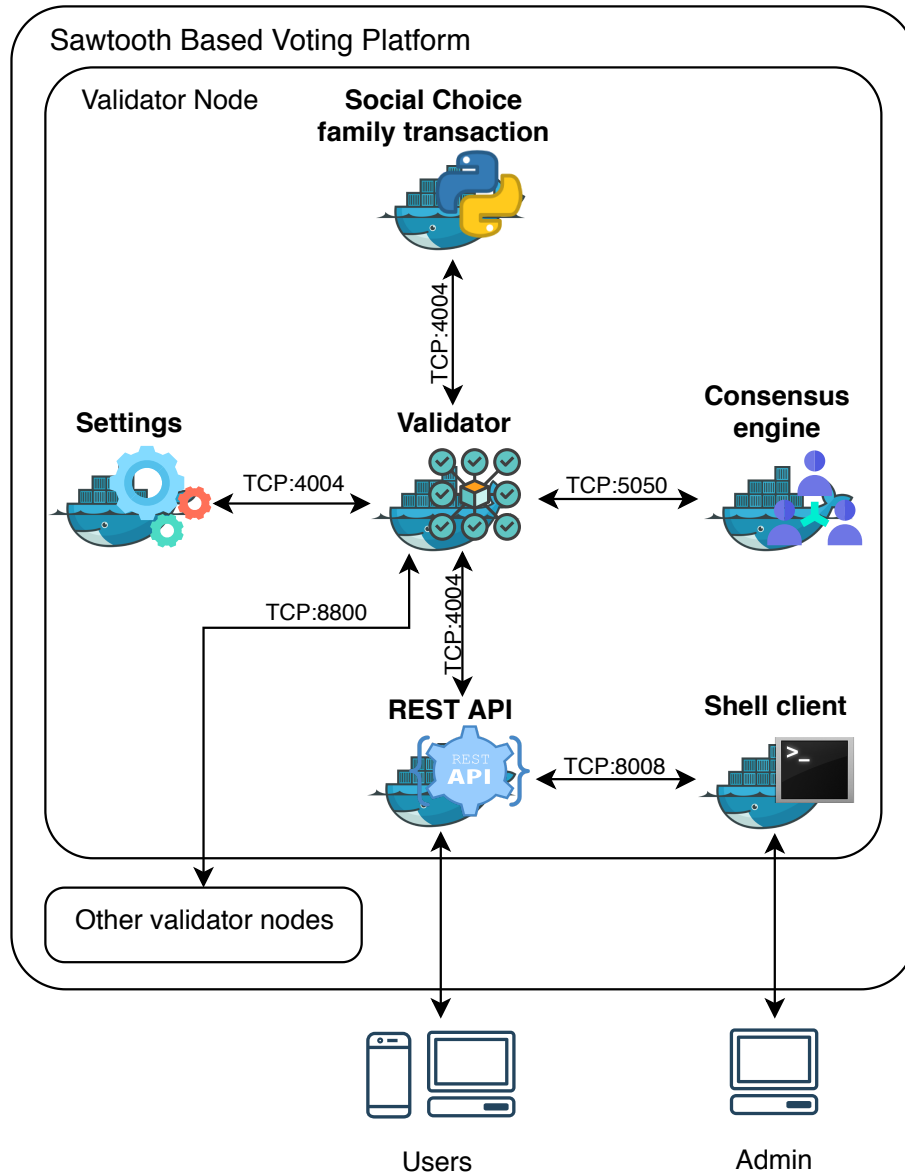 Sawtooth Based Voting Platform
Validator Node
Social Choice
family transaction
TCP:4004
Settings
Validator
Consensus
engine
TCP:4004
TCP:5050
TCP:8800
TCP:4004
REST API
Shell client
REST
API
>_
TCP:8008
Other validator nodes
Users
Admin